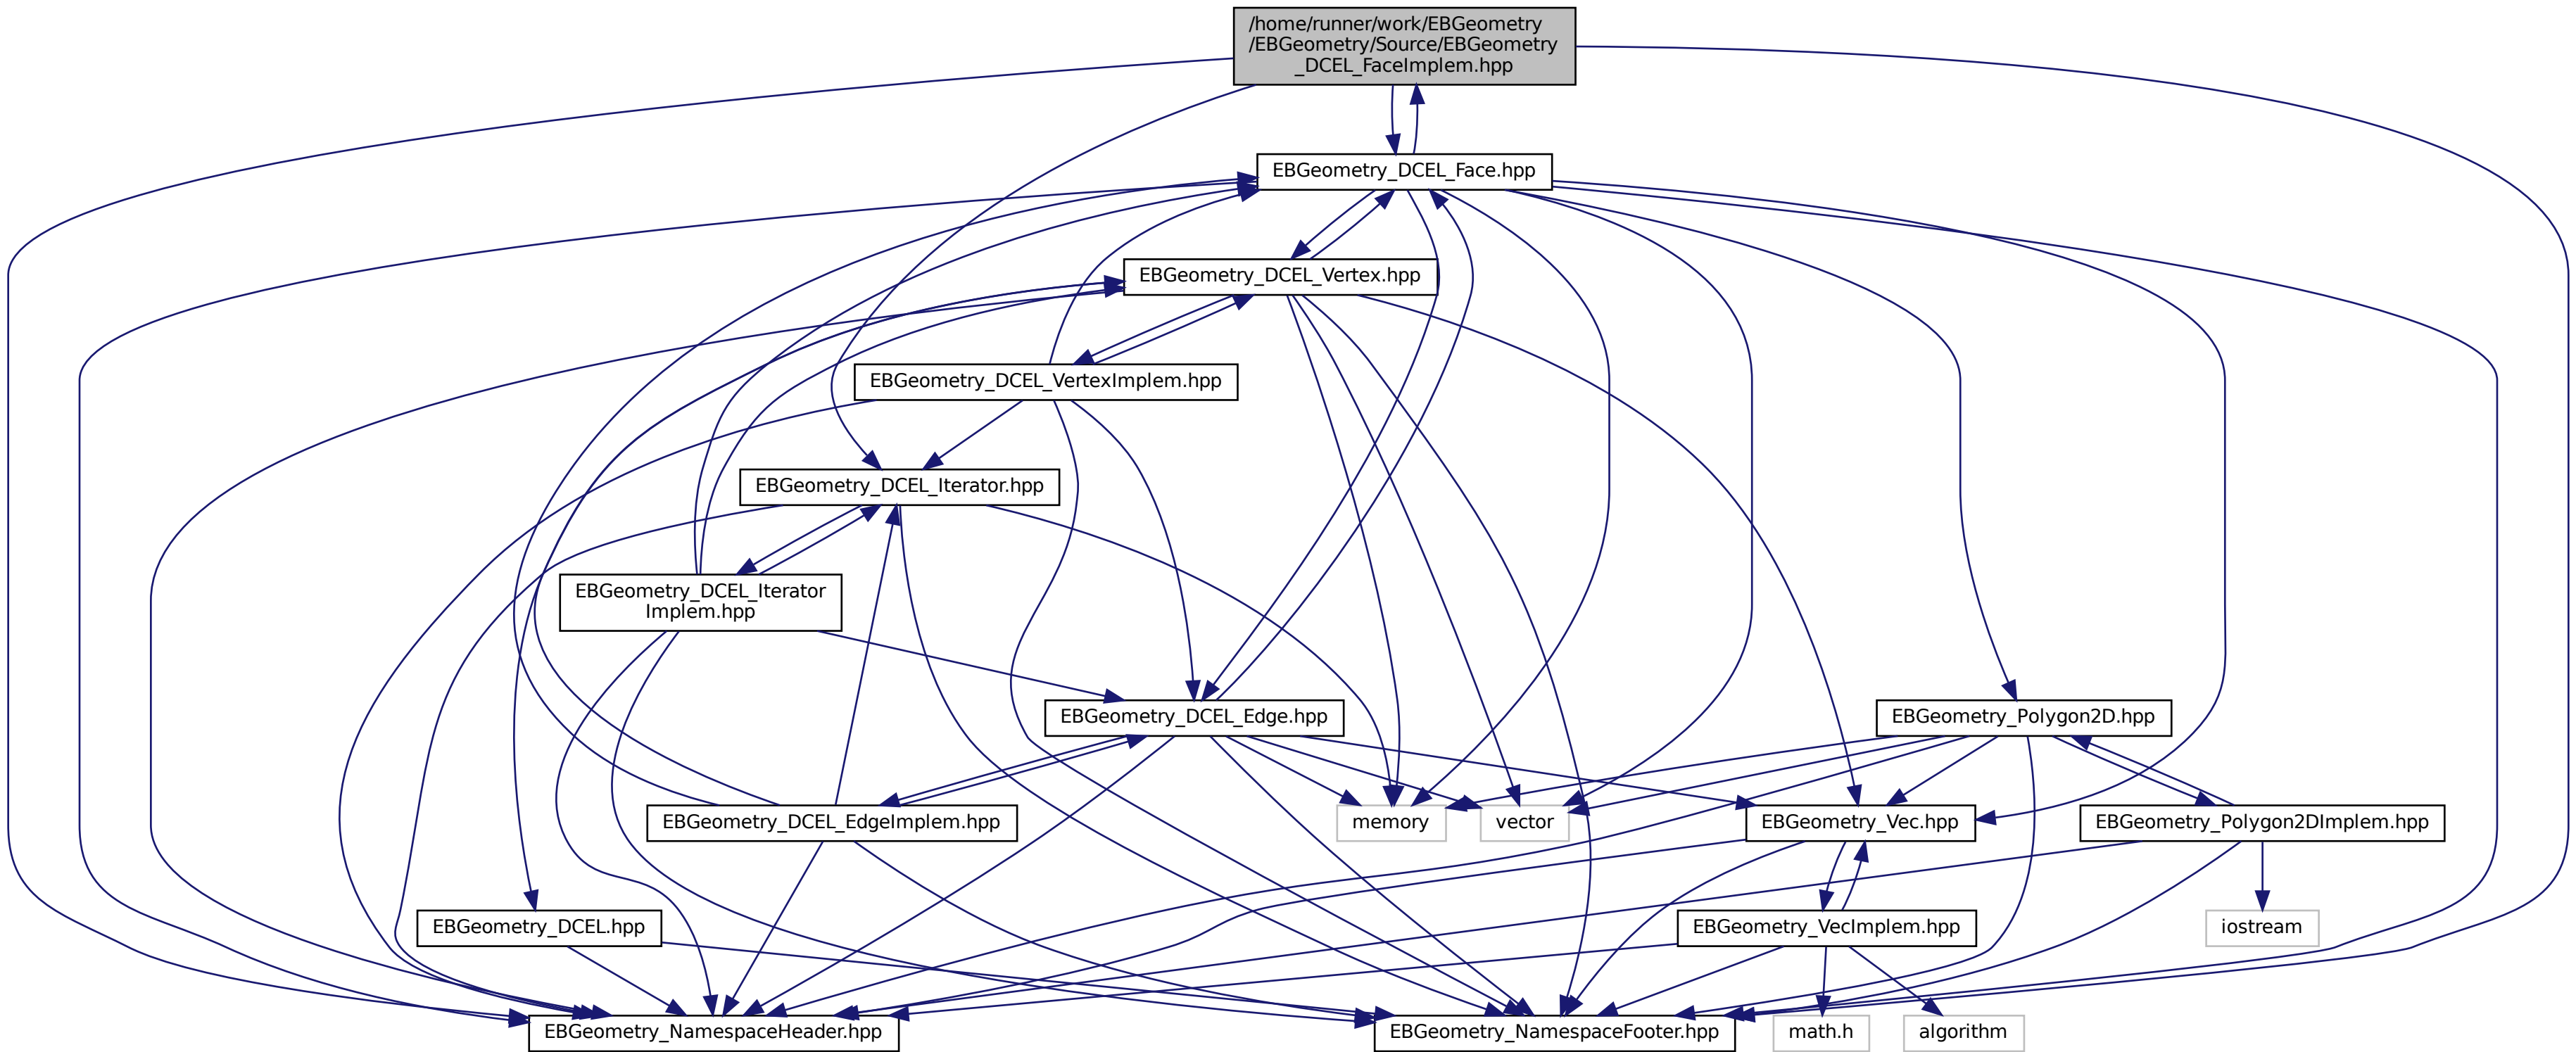 /home/runner/work/EBGeometry
/EBGeometry/Source/EBGeometry
_DCEL_FaceImplem.hpp
EBGeometry_DCEL_Face.hpp
EBGeometry_DCEL_Vertex.hpp
EBGeometry_DCEL_VertexImplem.hpp
EBGeometry_DCEL_Iterator.hpp
EBGeometry_DCEL_Iterator
Implem.hpp
EBGeometry_DCEL_Edge.hpp
EBGeometry_Polygon2D.hpp
EBGeometry_DCEL_EdgeImplem.hpp
memory
vector
EBGeometry_Vec.hpp
EBGeometry_Polygon2DImplem.hpp
EBGeometry_DCEL.hpp
EBGeometry_VecImplem.hpp
iostream
EBGeometry_NamespaceHeader.hpp
EBGeometry_NamespaceFooter.hpp
math.h
algorithm